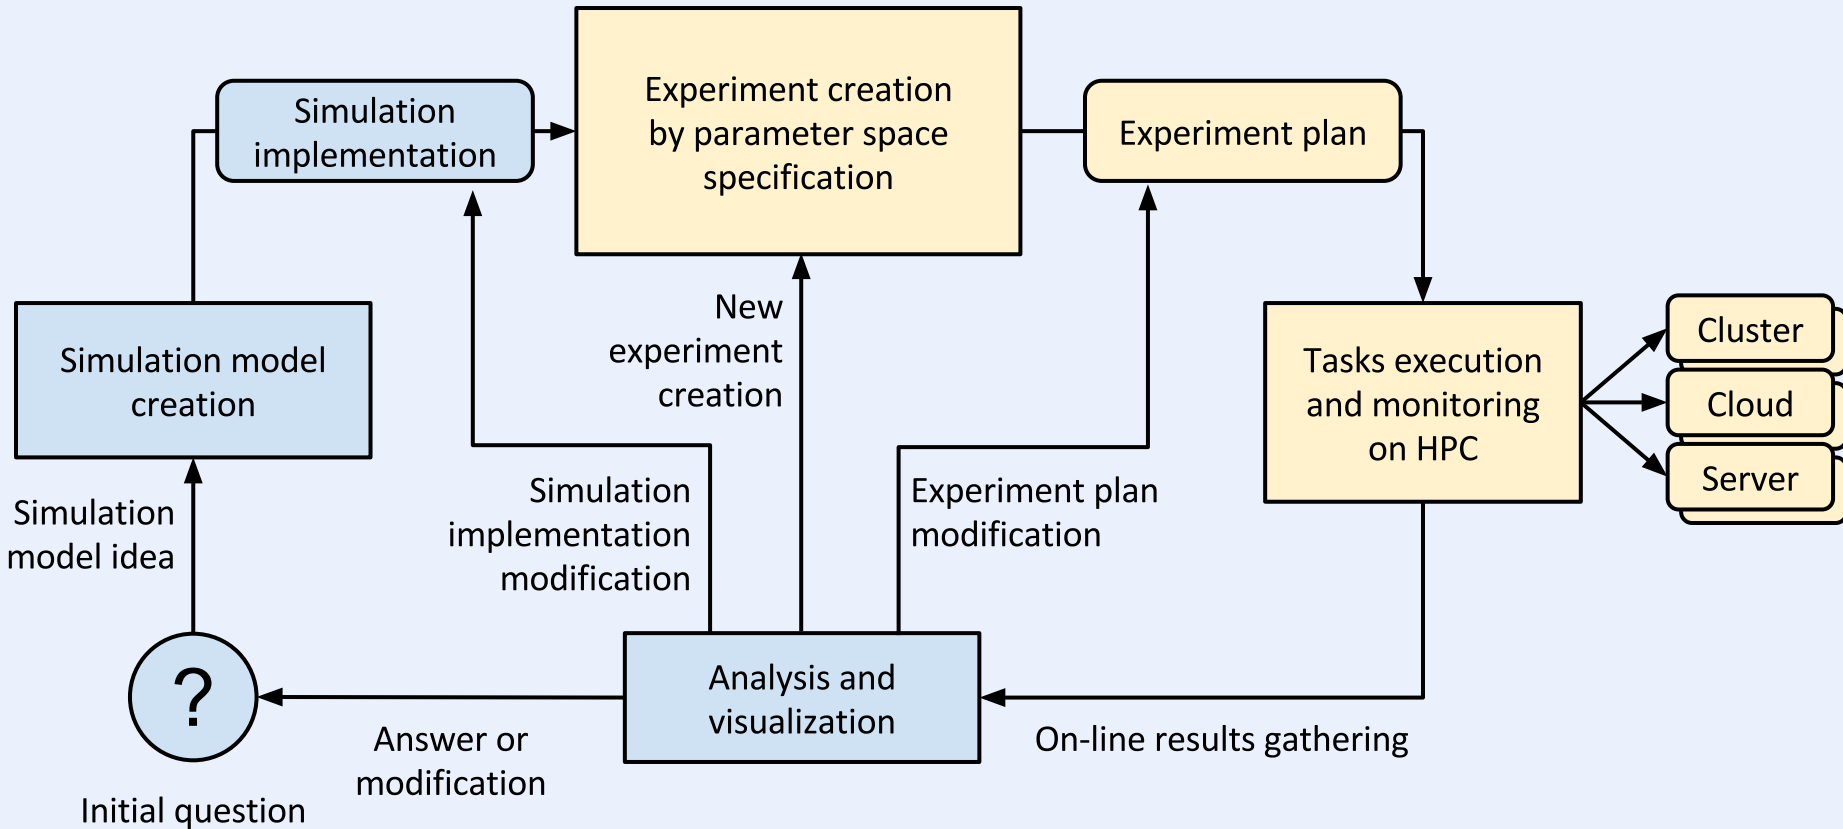 Simulation
implementation
Experiment creation
by parameter space
specification
Experiment plan
Simulation model
creation
New
experiment
creation
Tasks execution
and monitoring
on HPC
Cluster
Cloud
Server
Simulation
model idea
Simulation
implementation
modification
Experiment plan
modification
?
Analysis and
visualization
Answer or
modification
On-line results gathering
Initial question